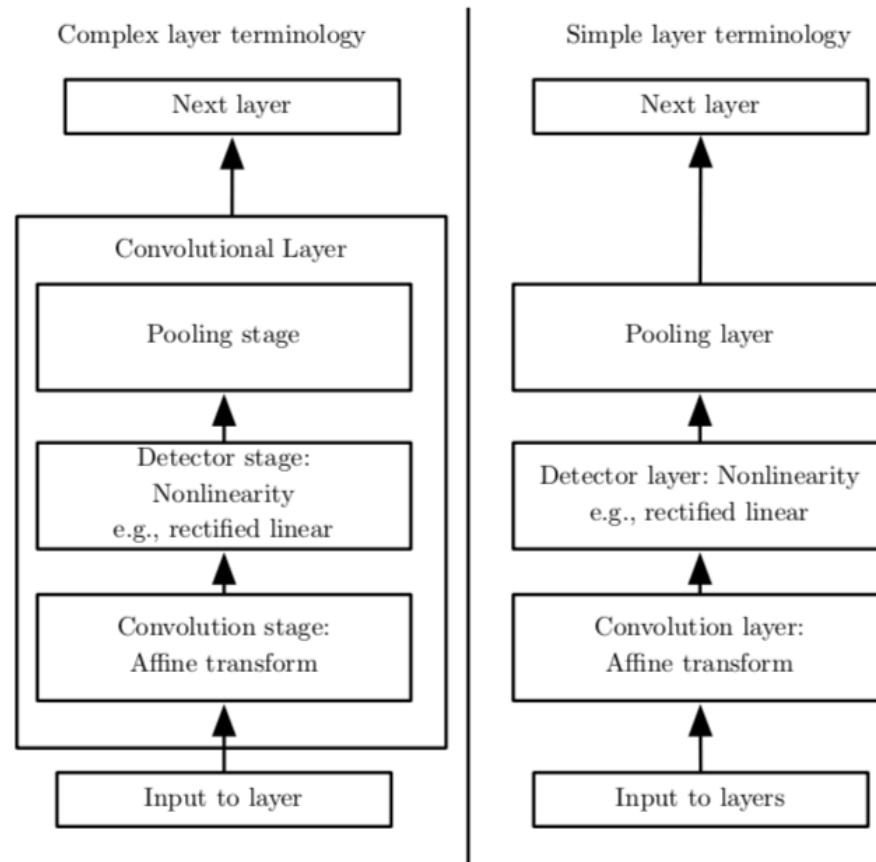 Complex layer terminology
Next layer
Convolutional Layer
Pooling stage
Detector stage:
Nonlinearity
e.g., rectified linear
Convolution stage:
Affine transform
Input to layer
Simple layer terminology
Next layer
Pooling layer
Detector layer: Nonlinearity
e.g., rectified linear
Convolution layer:
Affine transform
Input to layers